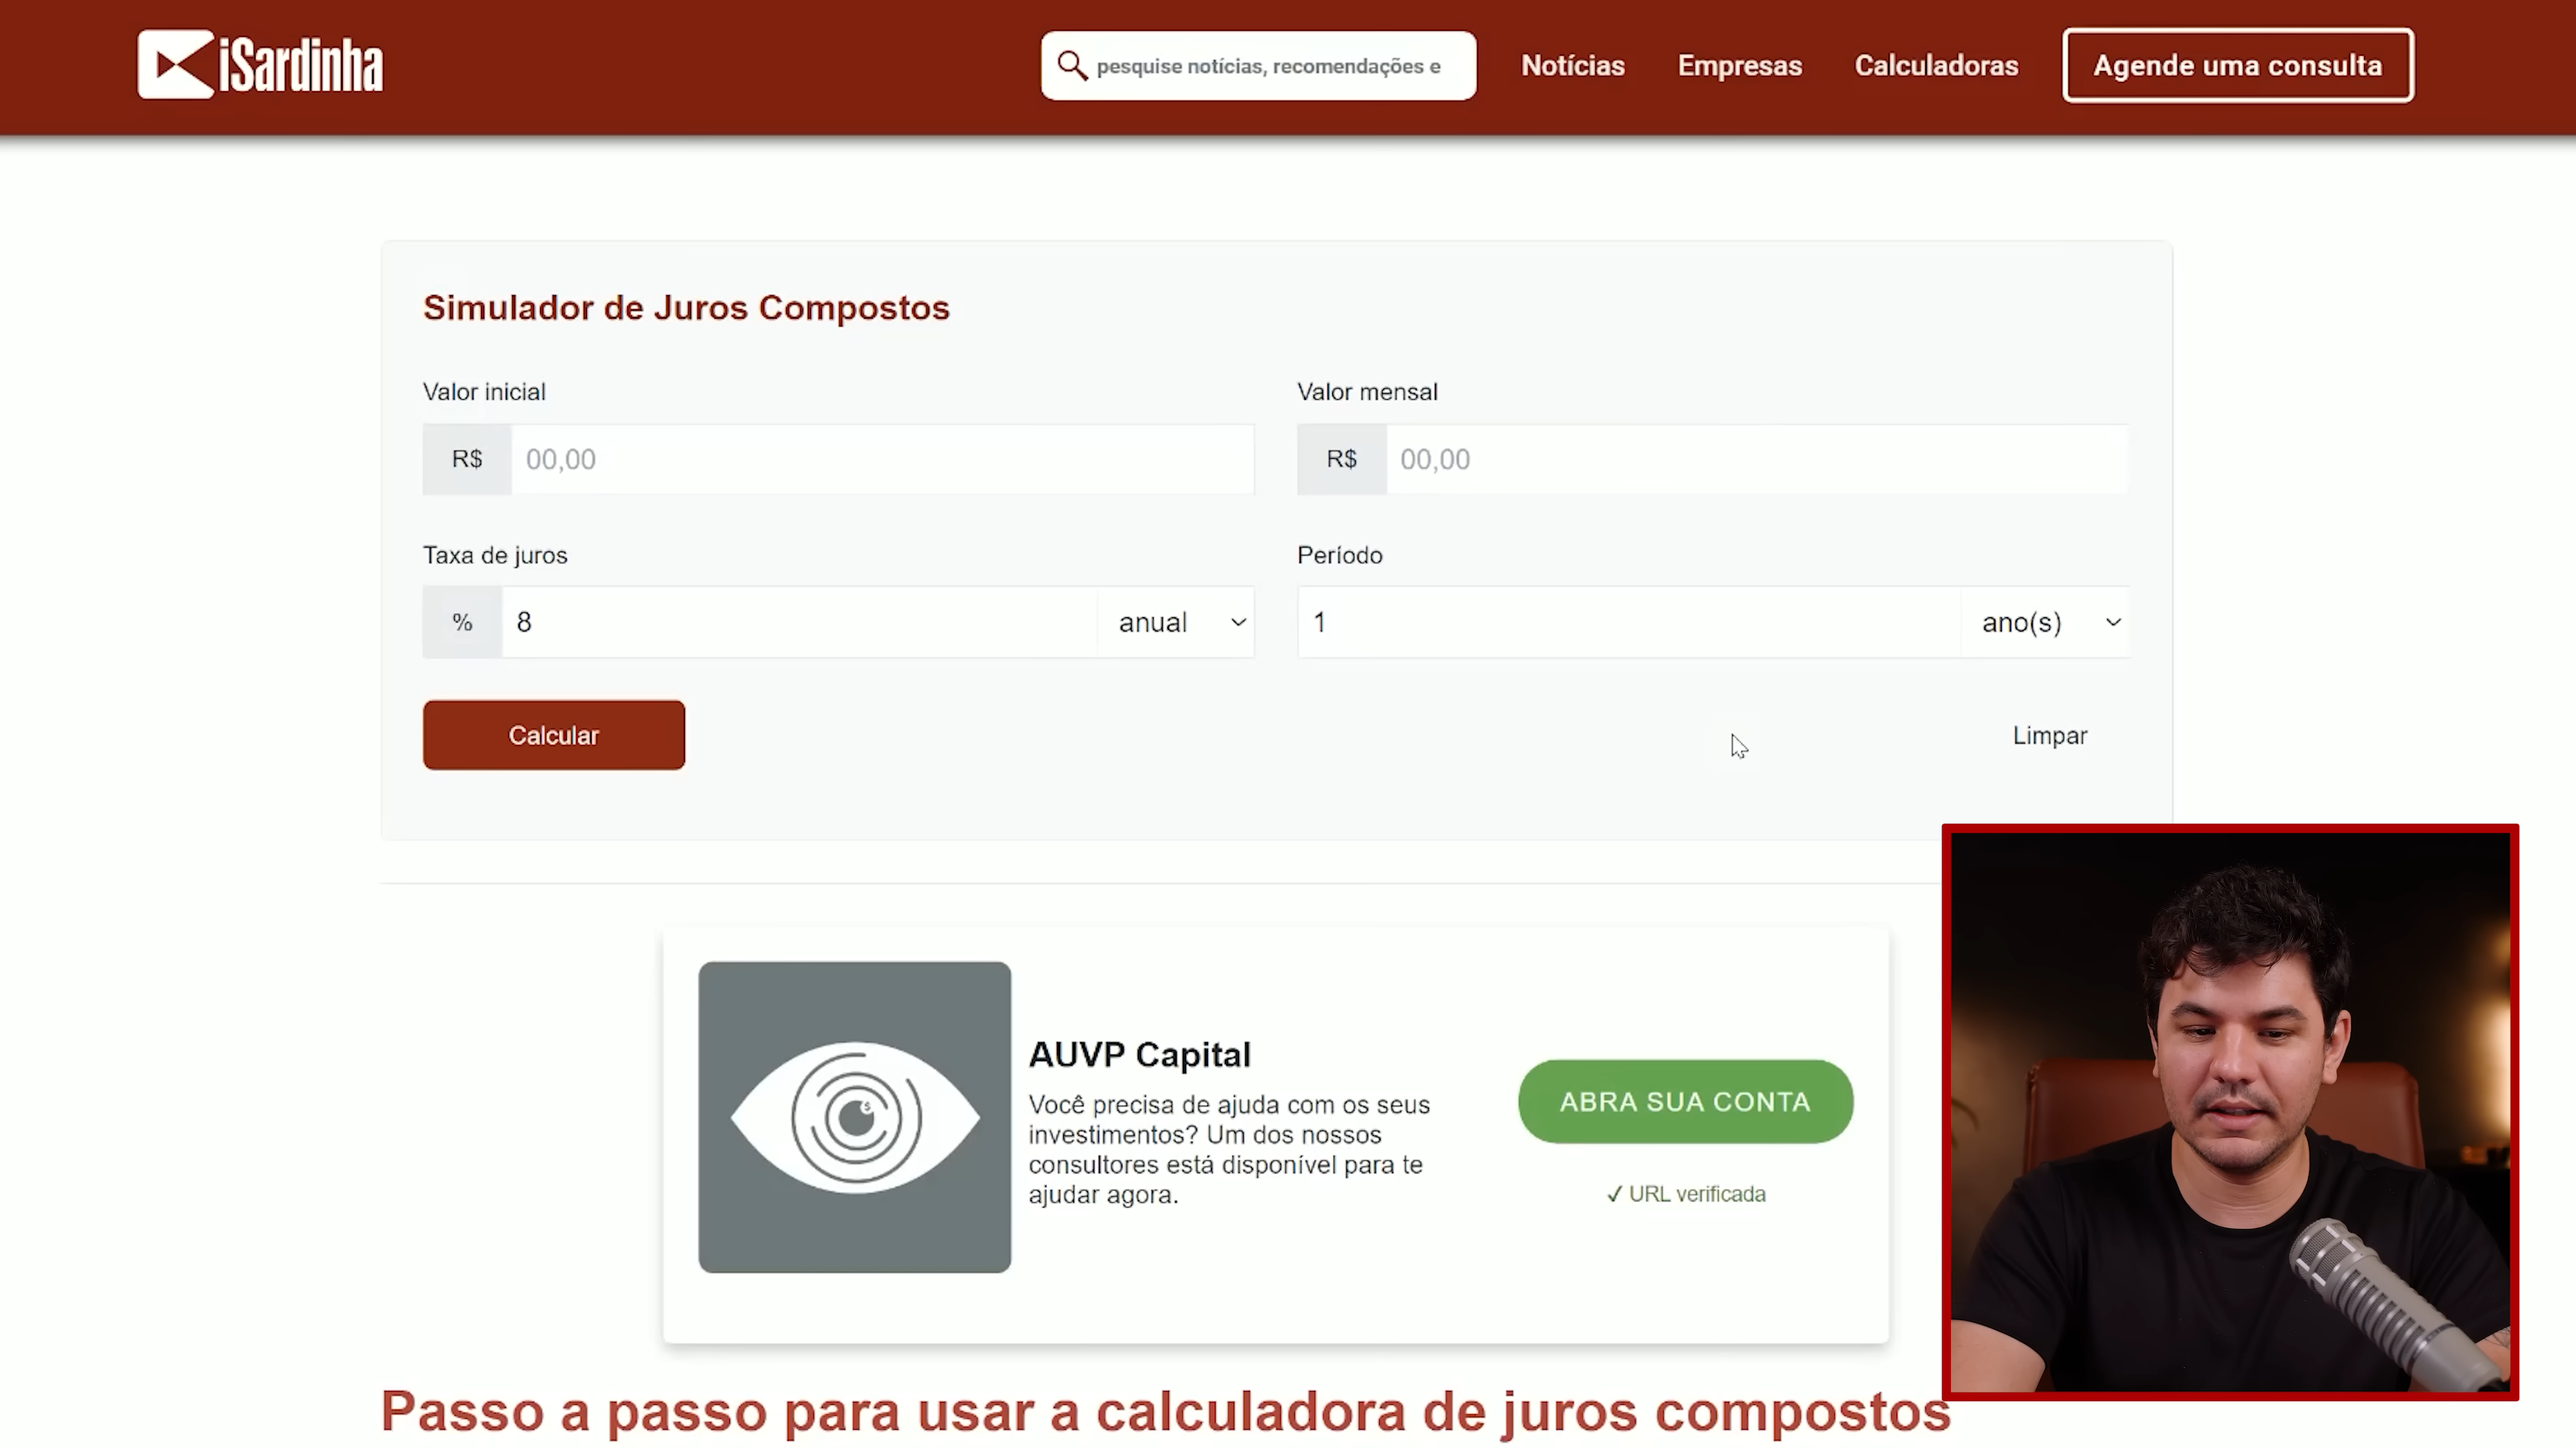 iSardinha
pesquise notícias, recomendações e
Notícias
Empresas
Calculadoras
Agende uma consulta
Simulador de Juros Compostos
Valor inicial
Valor mensal
R$ 00,00
R$ 00,00
Taxa de juros
Período
% 8 anual
1 ano(s)
Calcular
Limpar
AUVP Capital
Você precisa de ajuda com os seus
investimentos? Um dos nossos
consultores está disponível para te
ajudar agora.
ABRA SUA CONTA
✓ URL verificada
Passo a passo para usar a calculadora de juros compostos